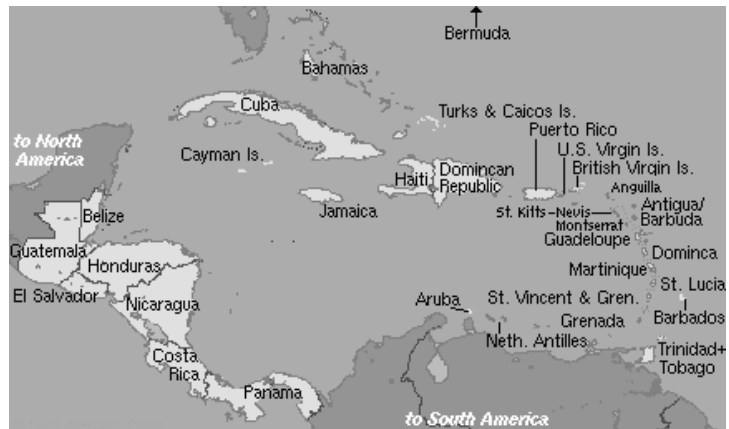 Bermuda
Bahamas
Cuba
Turks & Caicos Is.
Puerto Rico
to North
America
U.S. Virgin Is.
Cayman Is.
British Virgin Is.
Haiti
Domincan
Republic
Anguilla
Jamaica
Antigua/
Barbuda
St. Kitts-Nevis
Montserrat
Belize
Guadeloupe
Guatemala
Dominca
Honduras
Martinique
St. Lucia
El Salvador
Nicaragua
Aruba
St. Vincent & Gren.
Barbados
Grenada
Neth. Antilles
Costa
Rica
Trinidad+
Tobago
Panama
to South America